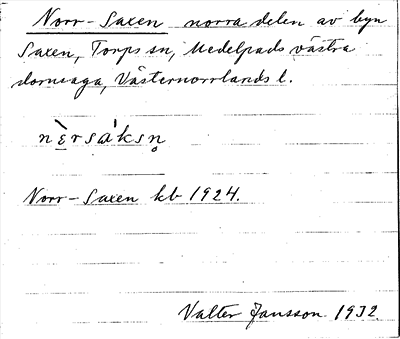 Norr-Saxen norra delen av byn
Saxen, Torps sn, Medelpads västra
domsaga, Västernorrlands l.
nèrsáksn̥
Norr-Saxen kb 1924.
Valter Jansson 1932